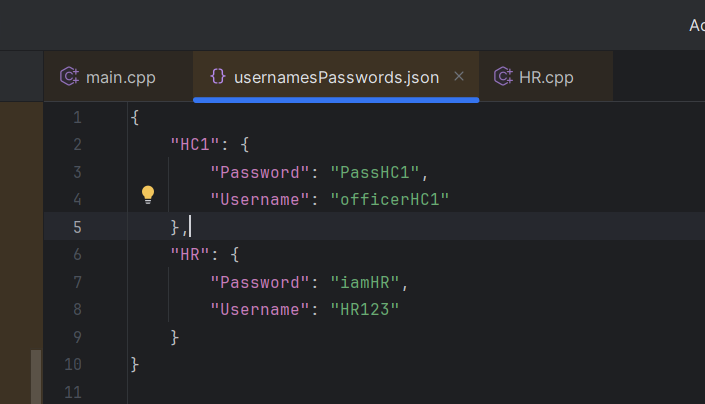 Ac
main.cpp {} usernamesPasswords.json × HR.cpp
1 {
2 "HC1": {
3 "Password": "PassHC1",
4 "Username": "officerHC1"
5 },
6 "HR": {
7 "Password": "iamHR",
8 "Username": "HR123"
9 }
10 }
11